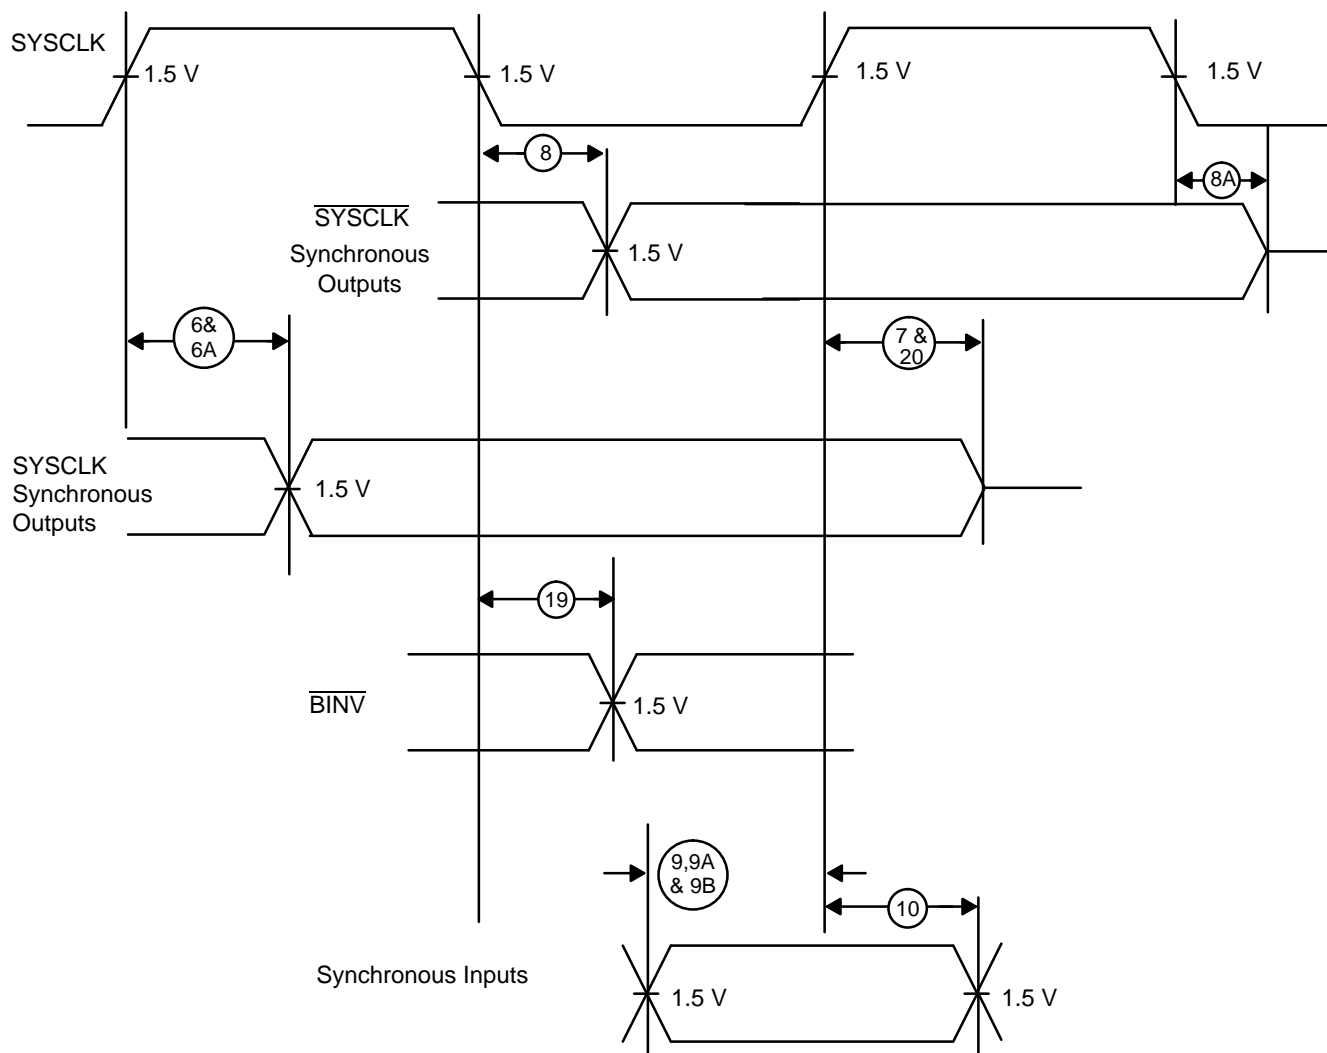 SYSCLK
1.5 V
1.5 V
1.5 V
1.5 V
8
8A
SYSCLK
Synchronous
Outputs
1.5 V
6&
6A
7 &
20
SYSCLK
Synchronous
Outputs
1.5 V
19
BINV
1.5 V
9,9A
& 9B
10
Synchronous Inputs
1.5 V
1.5 V